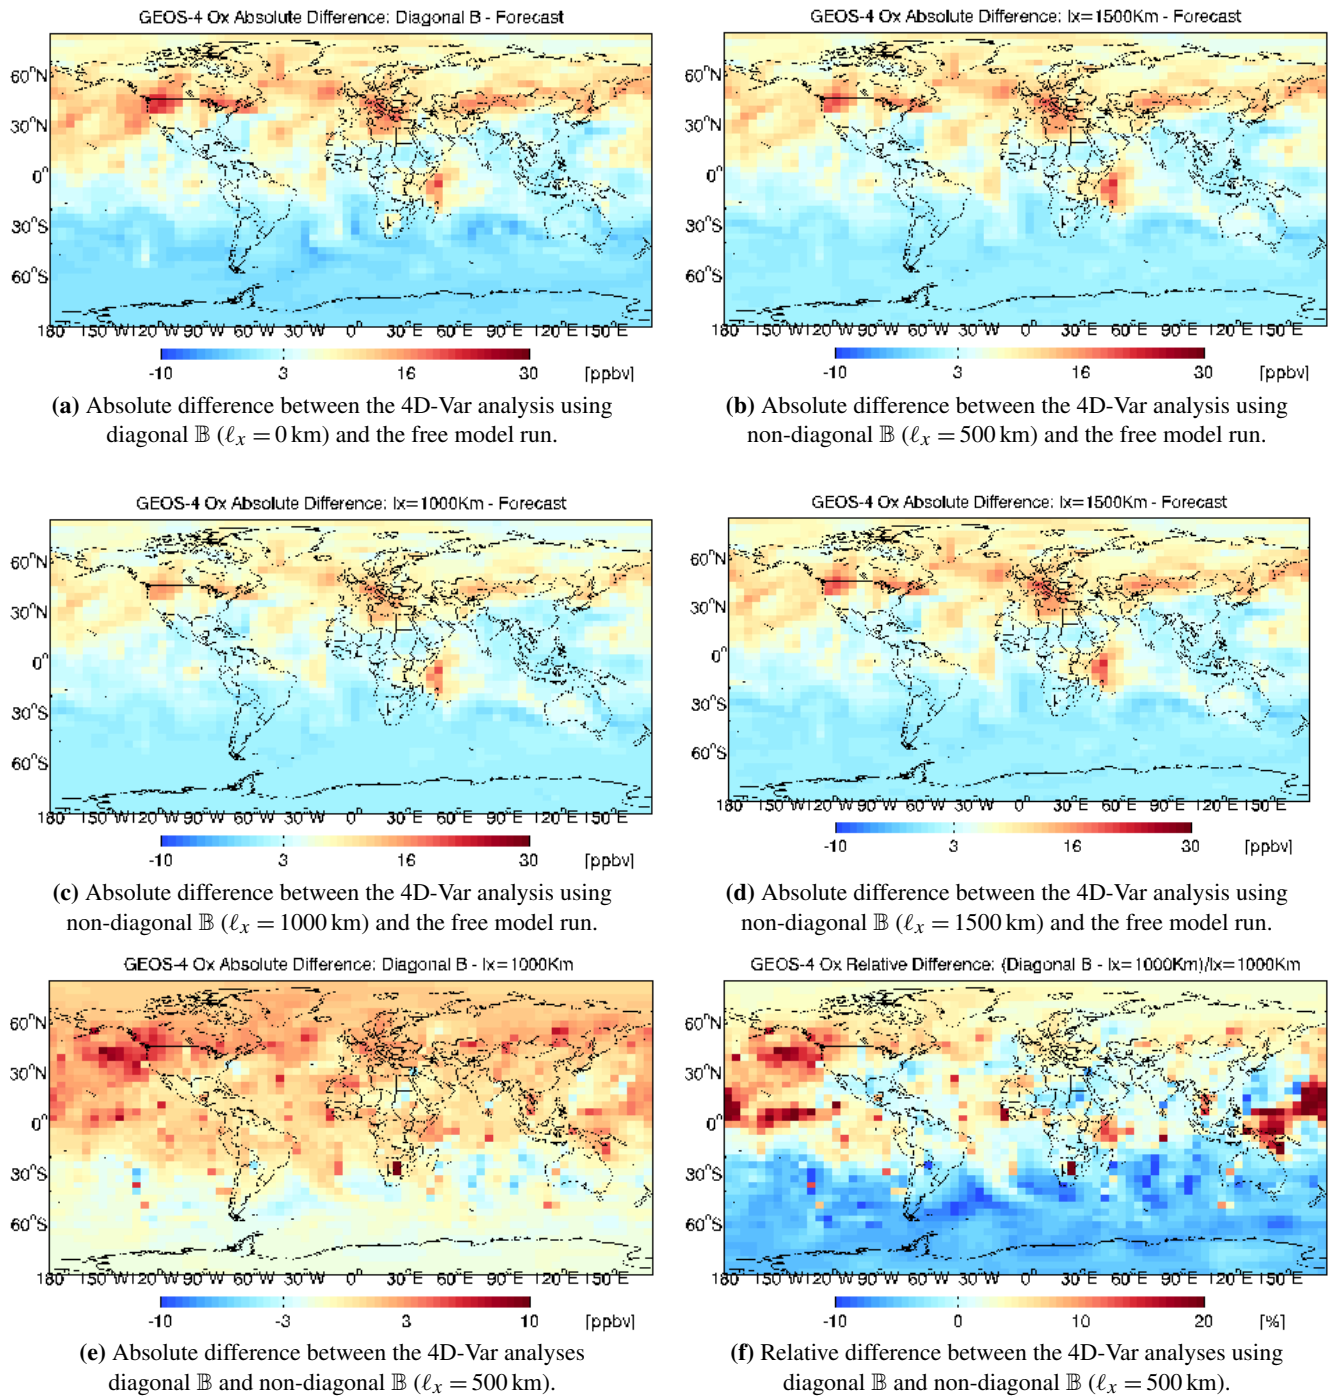 GEOS-4 Ox Absolute Difference: Diagonal B - Forecast
GEOS-4 Ox Absolute Difference: lx=1500Km - Forecast
60°N
30°N
0°
30°S
60°S
180 150°W 120°W 90°W 60°W 30°W 0° 30°E 60°E 90°E 120°E 150°E
60°N
30°N
0°
30°S
60°S
180 150°W 120°W 90°W 60°W 30°W 0° 30°E 60°E 90°E 120°E 150°E
-10 3 16 30 [ppbv]
-10 3 16 30 [ppbv]
(a) Absolute difference between the 4D-Var analysis using
diagonal 𝔹 (ℓx = 0 km) and the free model run.
(b) Absolute difference between the 4D-Var analysis using
non-diagonal 𝔹 (ℓx = 500 km) and the free model run.
GEOS-4 Ox Absolute Difference: lx=1000Km - Forecast
GEOS-4 Ox Absolute Difference: lx=1500Km - Forecast
60°N
30°N
0°
30°S
60°S
180 150°W 120°W 90°W 60°W 30°W 0° 30°E 60°E 90°E 120°E 150°E
60°N
30°N
0°
30°S
60°S
180 150°W 120°W 90°W 60°W 30°W 0° 30°E 60°E 90°E 120°E 150°E
-10 3 16 30 [ppbv]
-10 3 16 30 [ppbv]
(c) Absolute difference between the 4D-Var analysis using
non-diagonal 𝔹 (ℓx = 1000 km) and the free model run.
(d) Absolute difference between the 4D-Var analysis using
non-diagonal 𝔹 (ℓx = 1500 km) and the free model run.
GEOS-4 Ox Absolute Difference: Diagonal B - lx=1000Km
GEOS-4 Ox Relative Difference: (Diagonal B - lx=1000Km)/lx=1000Km
60°N
30°N
0°
30°S
60°S
180 150°W 120°W 90°W 60°W 30°W 0° 30°E 60°E 90°E 120°E 150°E
60°N
30°N
0°
30°S
60°S
180 150°W 120°W 90°W 60°W 30°W 0° 30°E 60°E 90°E 120°E 150°E
-10 -3 3 10 [ppbv]
-10 0 10 20 [%]
(e) Absolute difference between the 4D-Var analyses
diagonal 𝔹 and non-diagonal 𝔹 (ℓx = 500 km).
(f) Relative difference between the 4D-Var analyses using
diagonal 𝔹 and non-diagonal 𝔹 (ℓx = 500 km).